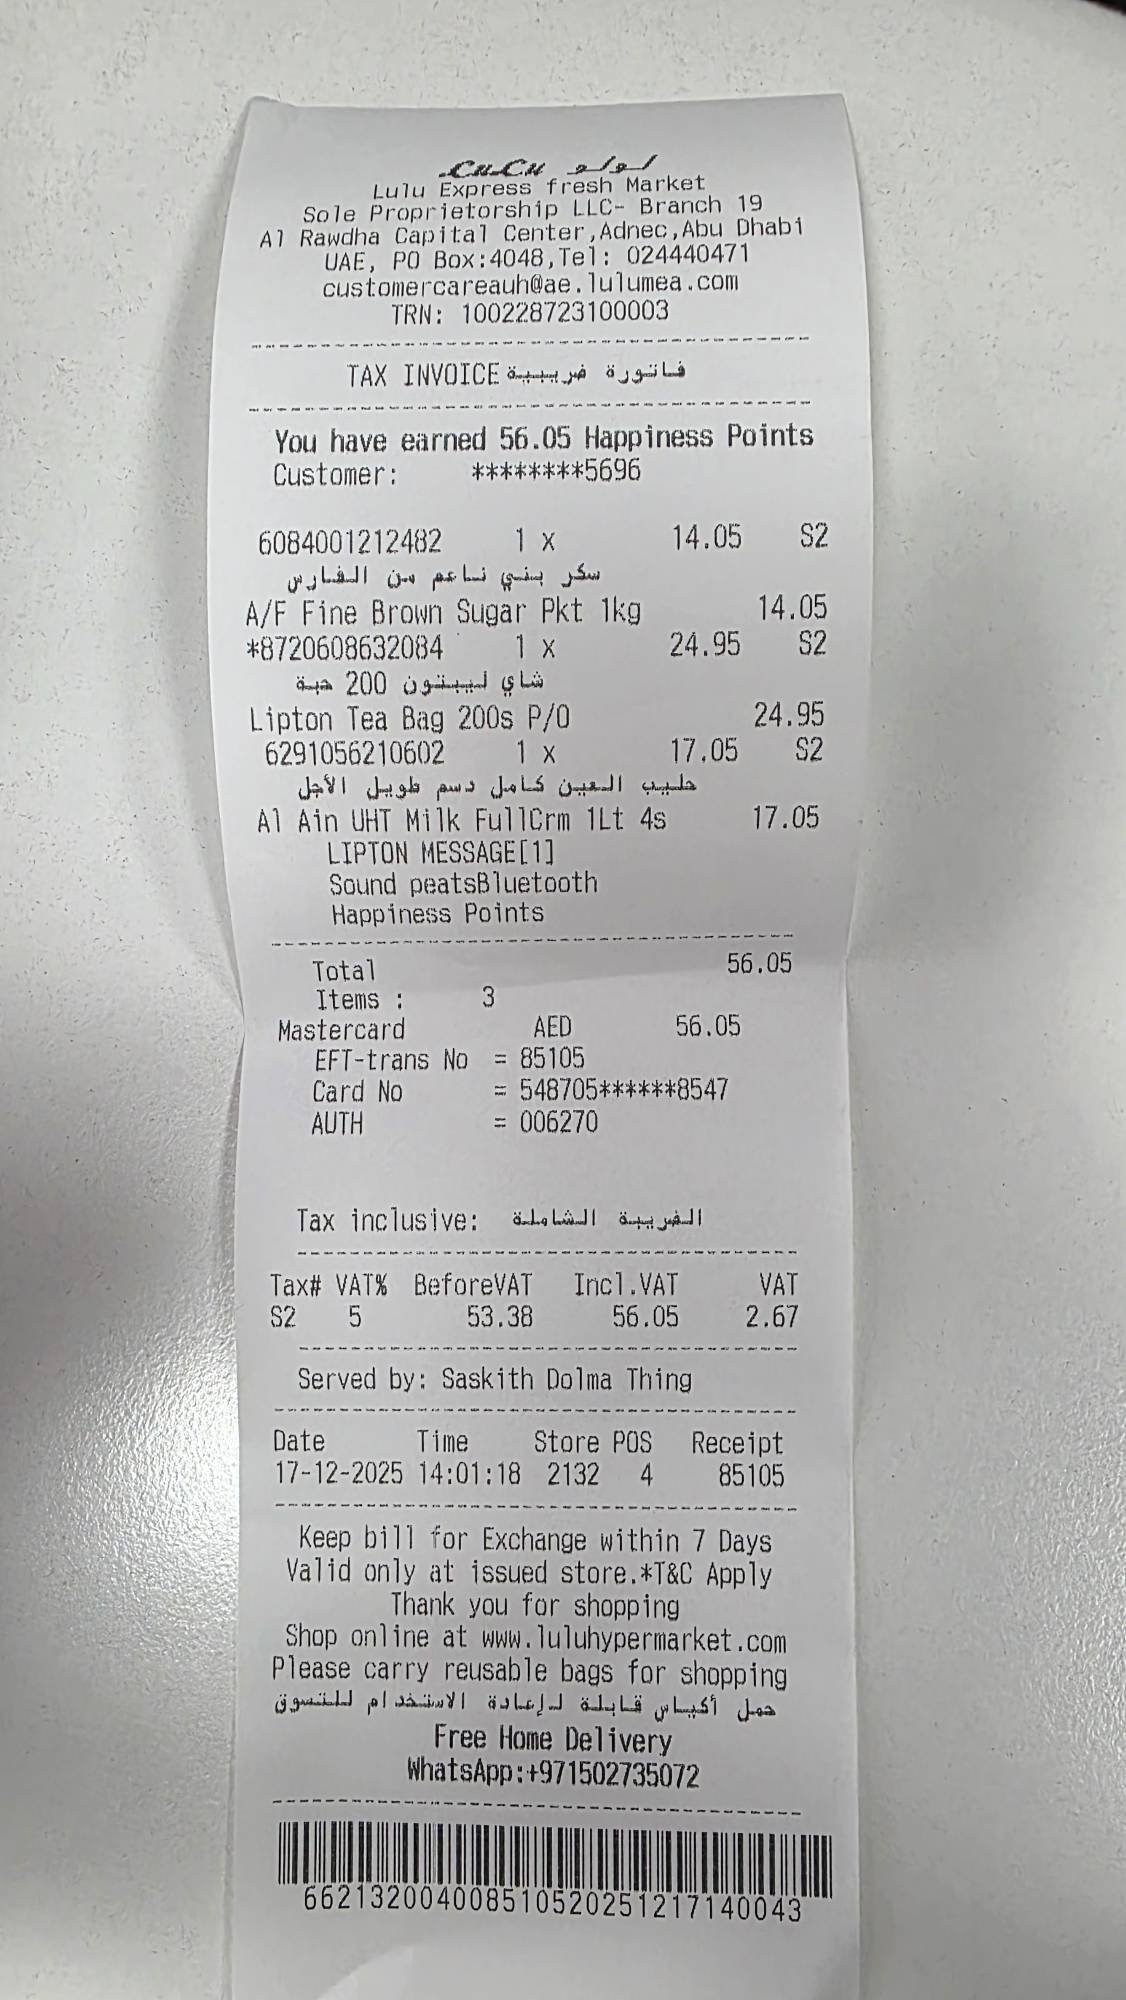 LuLu لولو
Lulu Express fresh Market
Sole Proprietorship LLC- Branch 19
Al Rawdha Capital Center,Adnec,Abu Dhabi
UAE, PO Box:4048,Tel: 024440471
customercareauh@ae.lulumea.com
TRN: 100228723100003
TAX INVOICE فاتورة ضريبية
You have earned 56.05 Happiness Points
Customer: ********5696
6084001212482 1 x 14.05 S2
سكر بني ناعم من الفارس
A/F Fine Brown Sugar Pkt 1kg 14.05
*8720608632084 1 x 24.95 S2
شاي ليبتون 200 حبة
Lipton Tea Bag 200s P/O 24.95
6291056210602 1 x 17.05 S2
حليب العين كامل دسم طويل الأجل
Al Ain UHT Milk FullCrm 1Lt 4s 17.05
LIPTON MESSAGE[1]
Sound peatsBluetooth
Happiness Points
Total 56.05
Items : 3
Mastercard AED 56.05
EFT-trans No = 85105
Card No = 548705******8547
AUTH = 006270
Tax inclusive: الضريبة الشاملة
Tax# VAT% BeforeVAT Incl.VAT VAT
S2 5 53.38 56.05 2.67
Served by: Saskith Dolma Thing
Date Time Store POS Receipt
17-12-2025 14:01:18 2132 4 85105
Keep bill for Exchange within 7 Days
Valid only at issued store.*T&C Apply
Thank you for shopping
Shop online at www.luluhypermarket.com
Please carry reusable bags for shopping
حمل أكياس قابلة لإعادة الاستخدام للتسوق
Free Home Delivery
WhatsApp:+971502735072
662132004008510520251217140043